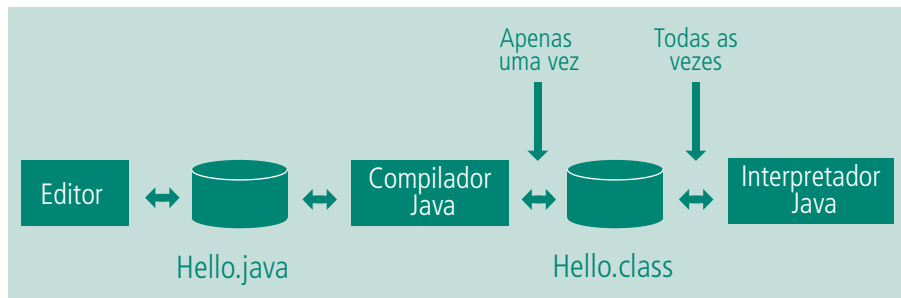 Apenas
uma vez
Todas as
vezes
Editor
Hello.java
Compilador
Java
Hello.class
Interpretador
Java